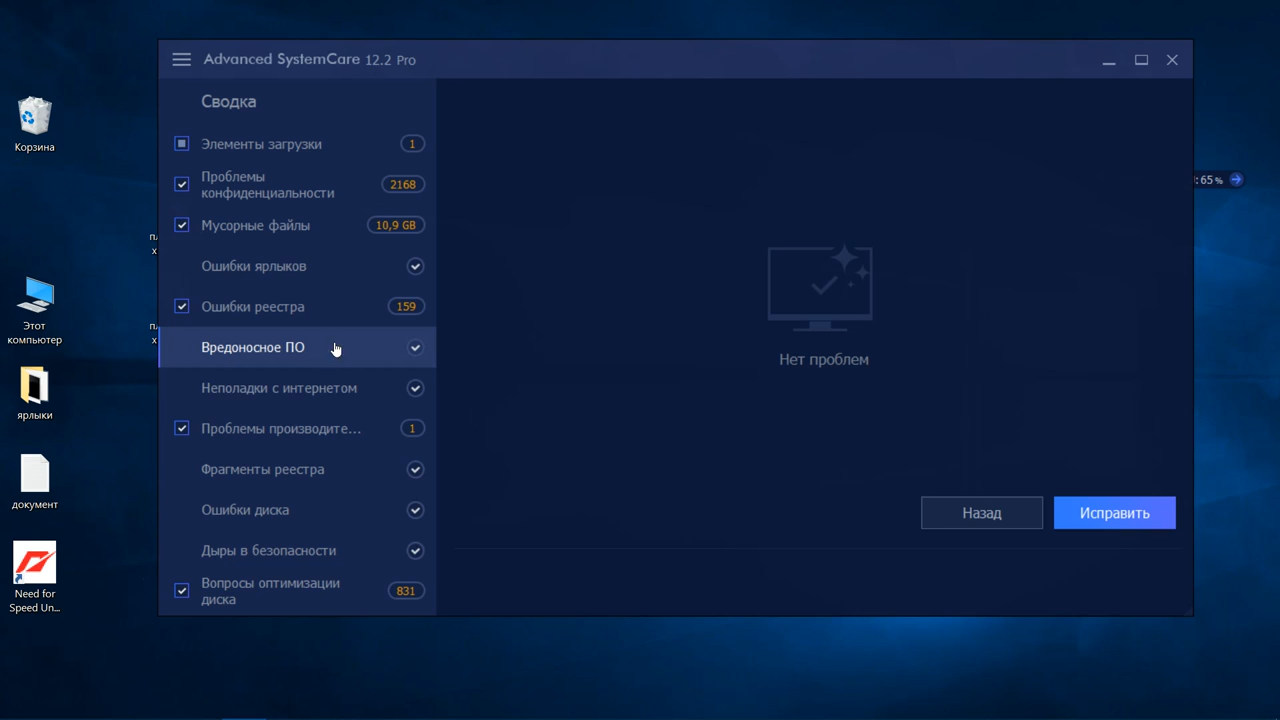 Advanced SystemCare 12.2 Pro
Сводка
Элементы загрузки 1
Проблемы
конфиденциальности 2168
Мусорные файлы 10,9 GB
Ошибки ярлыков
Ошибки реестра 159
Вредоносное ПО
Неполадки с интернетом
Проблемы производите... 1
Фрагменты реестра
Ошибки диска
Дыры в безопасности
Вопросы оптимизации
диска 831
Нет проблем
Назад
Исправить
Корзина
Этот
компьютер
ярлыки
документ
Need for
Speed Un...
65%